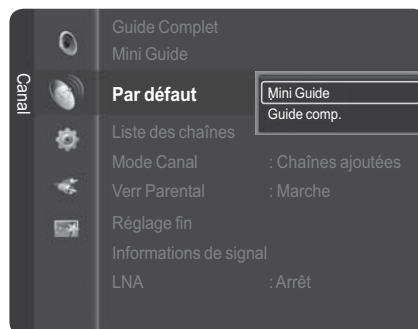 Canal
Guide Complet
Mini Guide
Par défaut
Mini Guide
Guide comp.
Liste des chaînes
Mode Canal : Chaînes ajoutées
Verr Parental : Marche
Réglage fin
Informations de signal
LNA : Arrêt